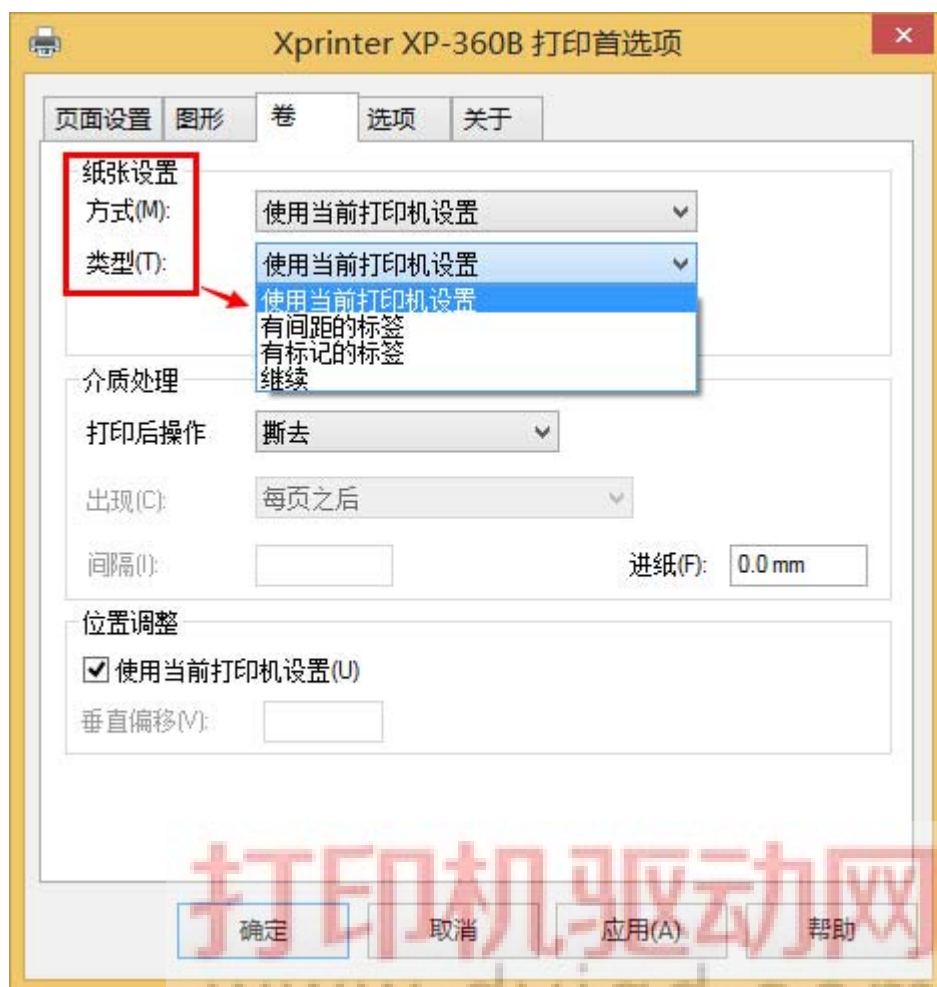 Xprinter XP-360B 打印首选项
页面设置 图形 卷 选项 关于
纸张设置
方式(M): 使用当前打印机设置
类型(T): 使用当前打印机设置
使用当前打印机设置
有间距的标签
有标记的标签
继续
介质处理
打印后操作 撕去
出现(C): 每页之后
间隔(I): 进纸(F): 0.0 mm
位置调整
使用当前打印机设置(U)
垂直偏移(V):
打印机驱动网
确定 取消 应用(A) 帮助